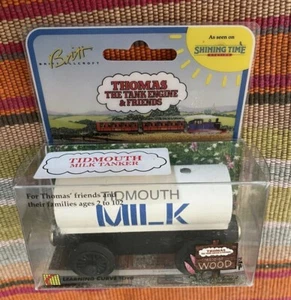 Britt
As seen on
SHINING TIME
THOMAS
THE TANK ENGINE
& FRIENDS
TIDMOUTH
MILK TANKER
For Thomas' friends and
their families ages 2 to 102
TIDMOUTH
MILK
WOOD
LEARNING CURVE